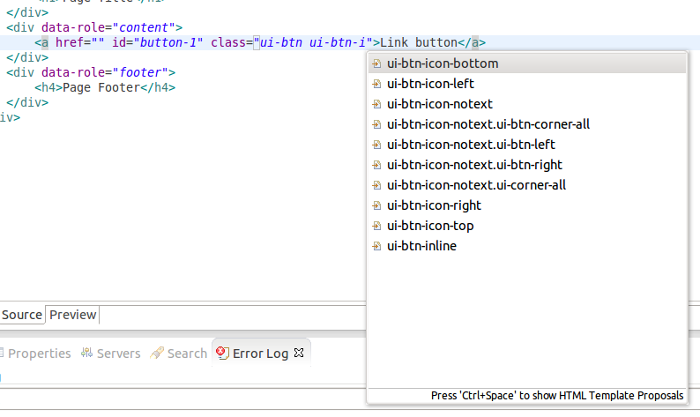 </div>
<div data-role="content">
<a href="" id="button-1" class="ui-btn ui-btn-i">Link button</a>
</div>
<div data-role="footer">
<h4>Page Footer</h4>
</div>
iv>
ui-btn-icon-bottom
ui-btn-icon-left
ui-btn-icon-notext
ui-btn-icon-notext.ui-btn-corner-all
ui-btn-icon-notext.ui-btn-left
ui-btn-icon-notext.ui-btn-right
ui-btn-icon-notext.ui-corner-all
ui-btn-icon-right
ui-btn-icon-top
ui-btn-inline
Press 'Ctrl+Space' to show HTML Template Proposals
Source Preview
Properties Servers Search Error Log